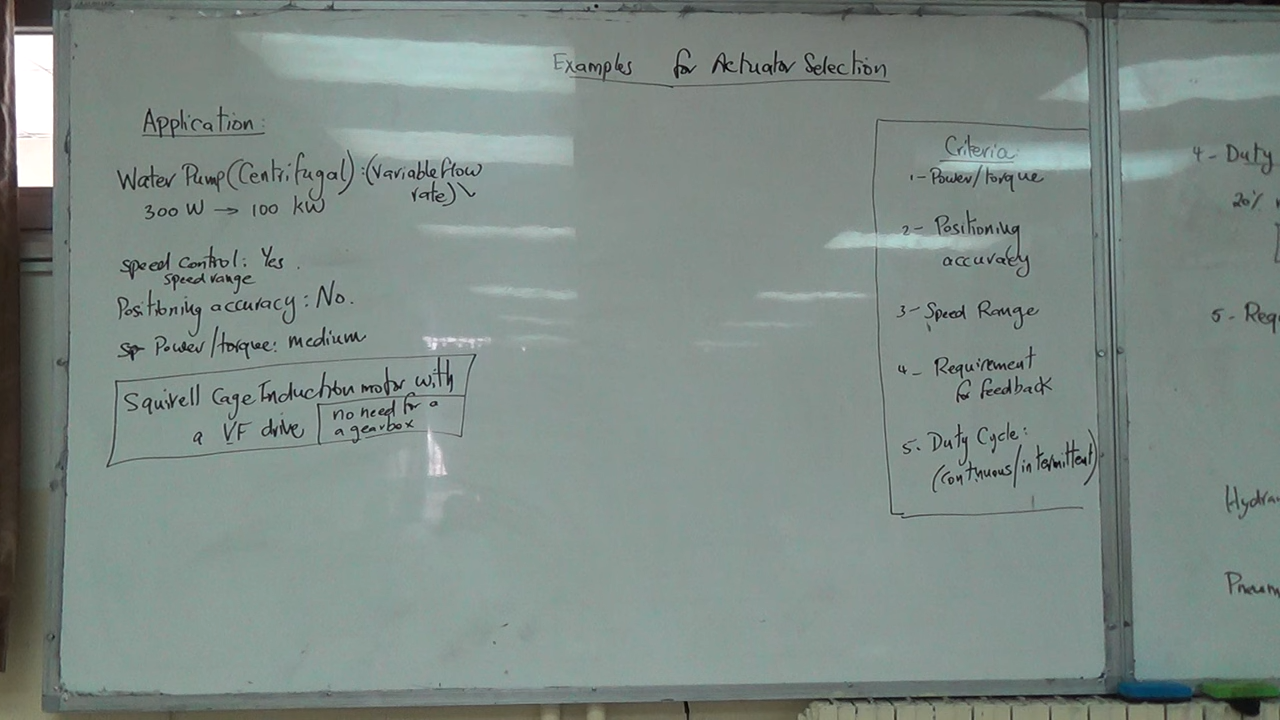 Examples for Actuator Selection
Application:
Water Pump (Centrifugal) : (Variable flow
rate)
300 W → 100 kW
Speed Control : Yes .
speed range
Positioning accuracy : No.
Power/torque: medium
Squirell Cage Induction motor with
a VF drive
no need for a
a gearbox
Criteria:
1- Power/torque
2- Positioning
accuracy
3- Speed Range
4- Requirement
for feedback
5. Duty Cycle:
(Continuous/intermittent)
4- Duty
20%
5- Requ
Hydrau
Pneum